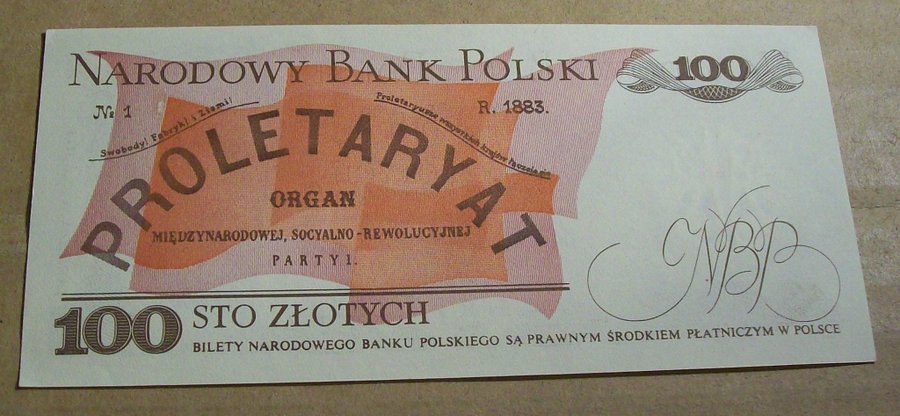 NARODOWY BANK POLSKI
100
№ 1
R. 1883.
Swobody! Fabryk! i Ziemi!
Proletaryusze wszystkich krajów łączcie się
PROLETARYAT
ORGAN
MIĘDZYNARODOWEJ, SOCYALNO-REWOLUCYJNEJ
PARTYI.
100 STO ZŁOTYCH
BILETY NARODOWEGO BANKU POLSKIEGO SĄ PRAWNYM ŚRODKIEM PŁATNICZYM W POLSCE
NBP